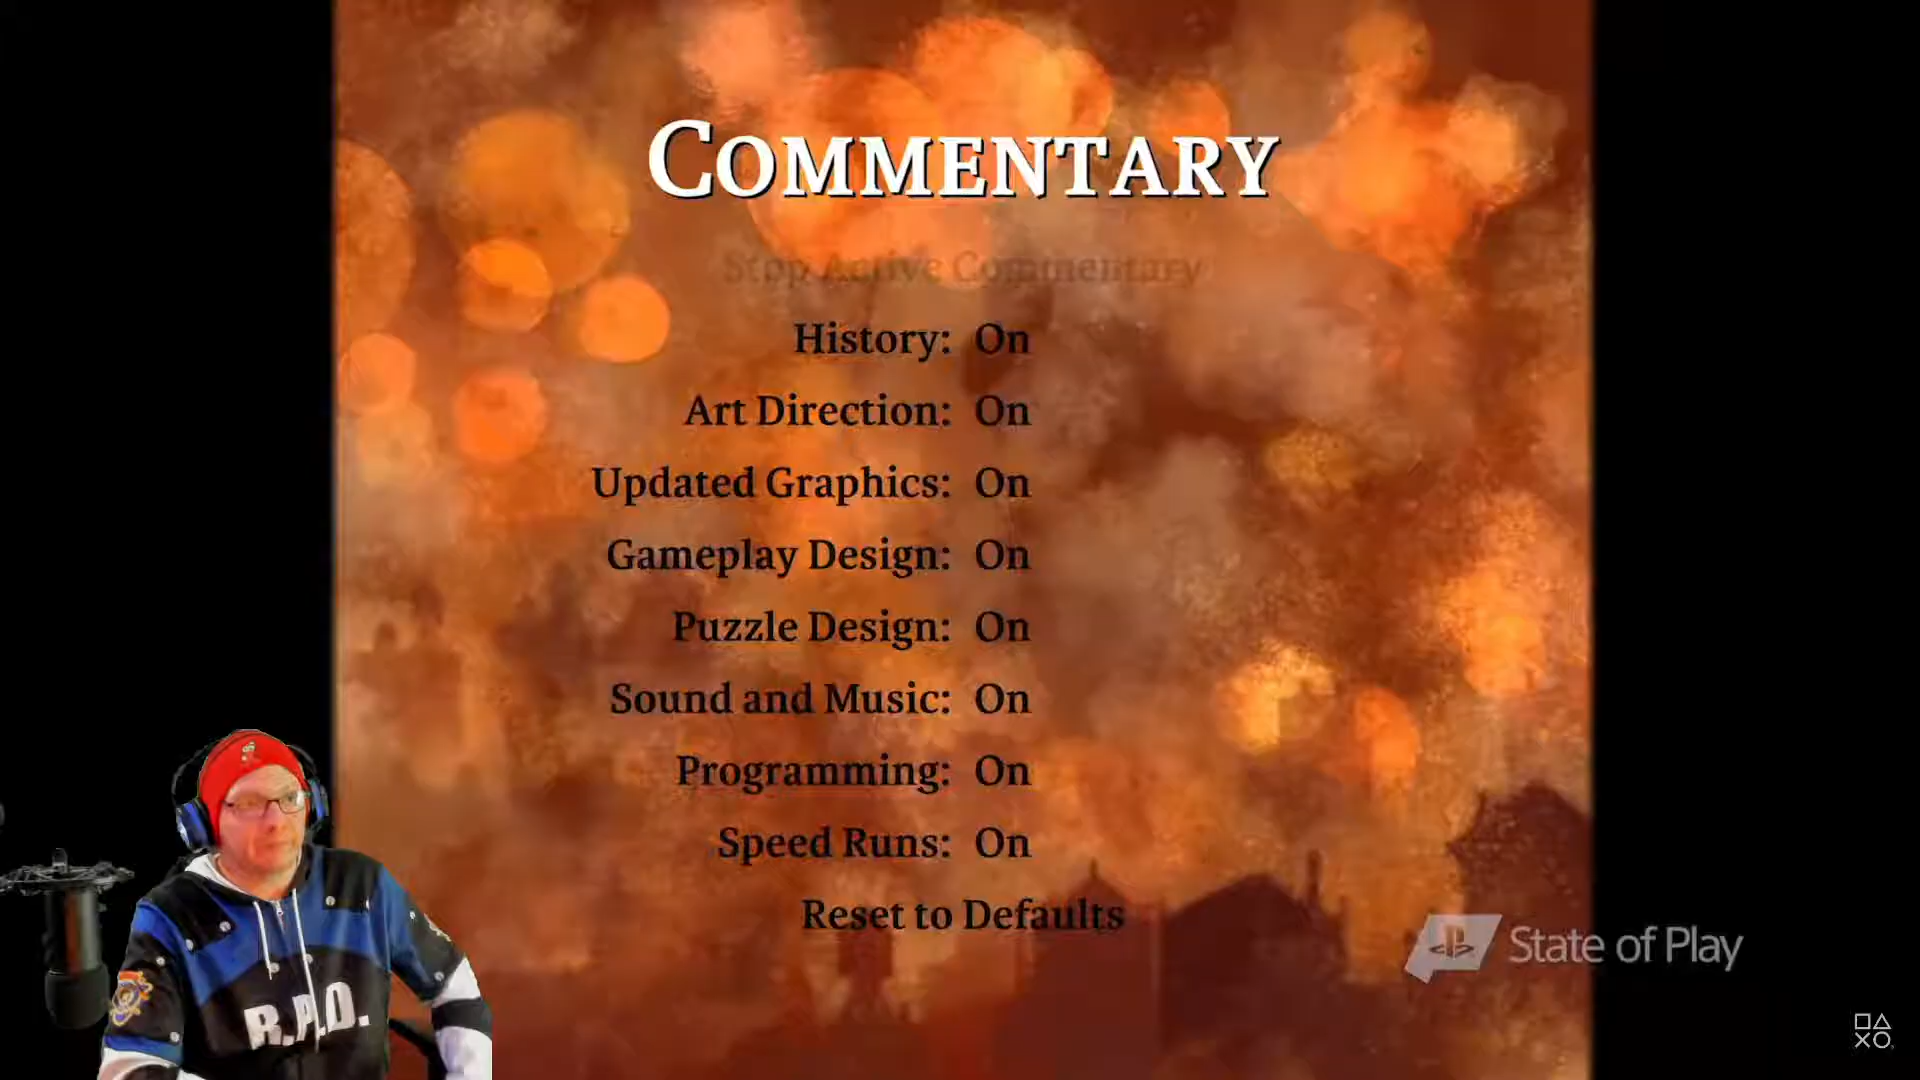 Commentary
Stop Active Commentary
History: On
Art Direction: On
Updated Graphics: On
Gameplay Design: On
Puzzle Design: On
Sound and Music: On
Programming: On
Speed Runs: On
Reset to Defaults
State of Play
R.P.D.